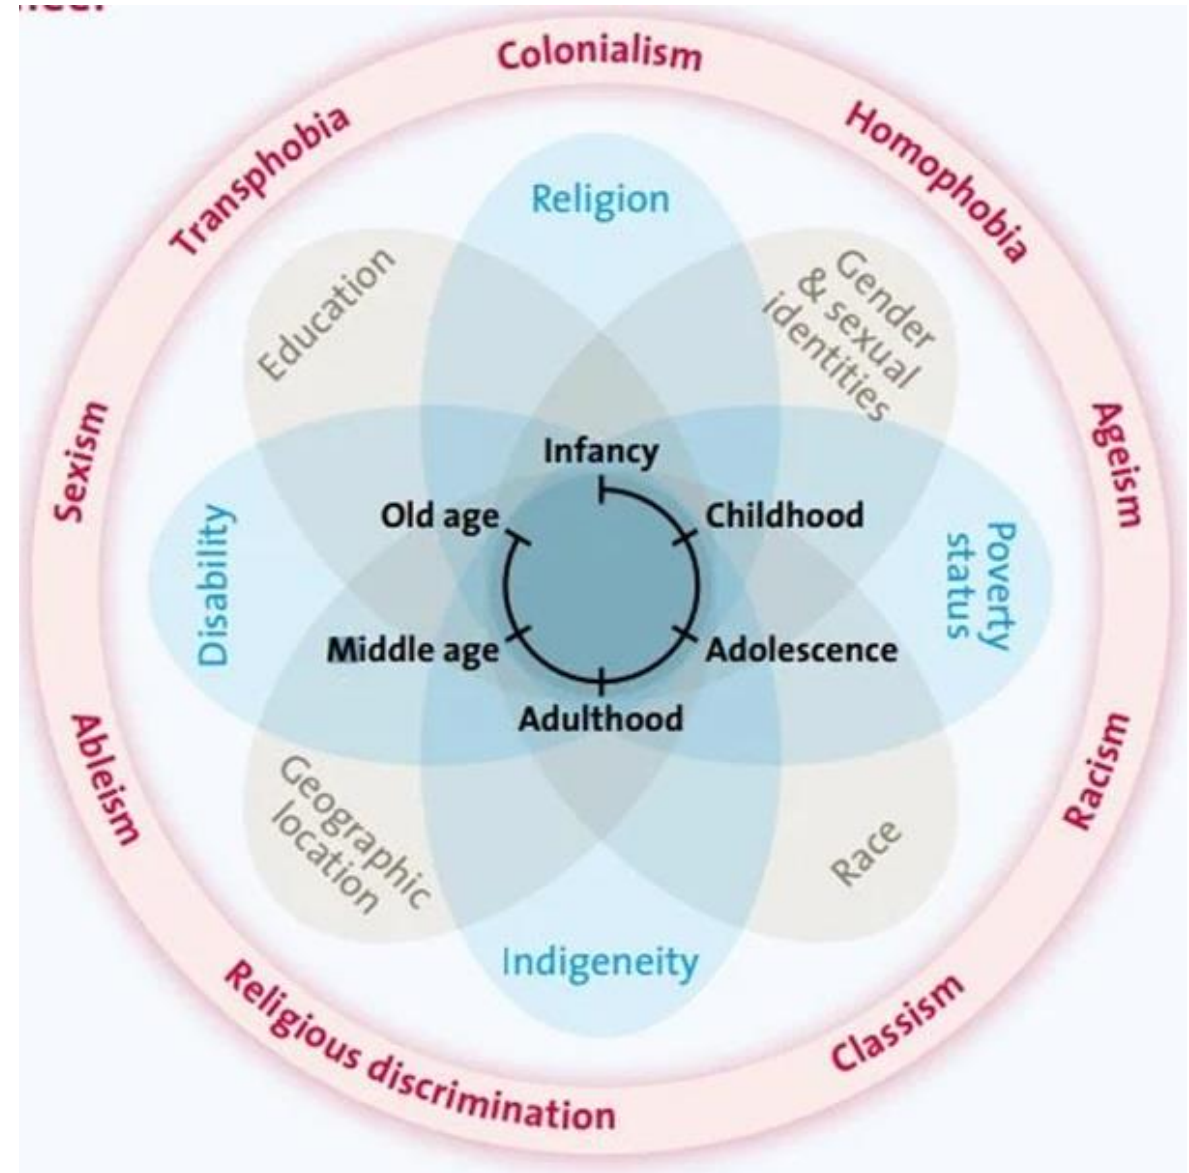 Colonialism
Transphobia
Homophobia
Religion
Education
Gender
& sexual
identities
Sexism
Ageism
Infancy
Old age
Childhood
Disability
Poverty
status
Middle age
Adolescence
Adulthood
Ableism
Racism
Geographic
location
Race
Indigeneity
Religious discrimination
Classism